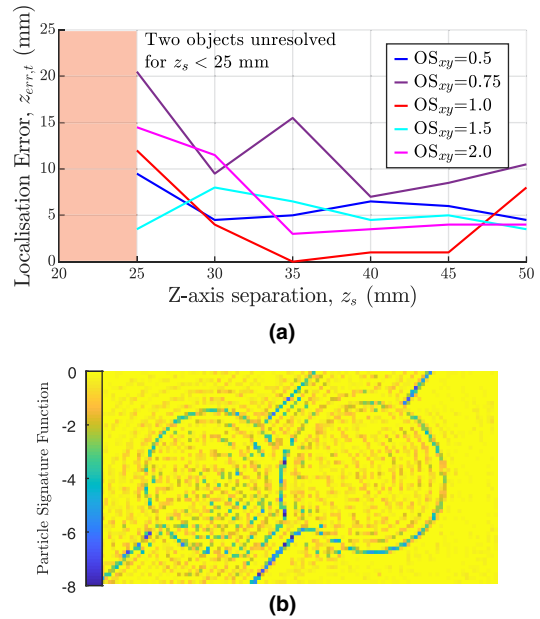 Localisation Error, z_err,t (mm)
25
20
15
10
5
0
Two objects unresolved
for z_s < 25 mm
OS_xy=0.5
OS_xy=0.75
OS_xy=1.0
OS_xy=1.5
OS_xy=2.0
20 25 30 35 40 45 50
Z-axis separation, z_s (mm)
(a)
Particle Signature Function
0
-2
-4
-6
-8
(b)